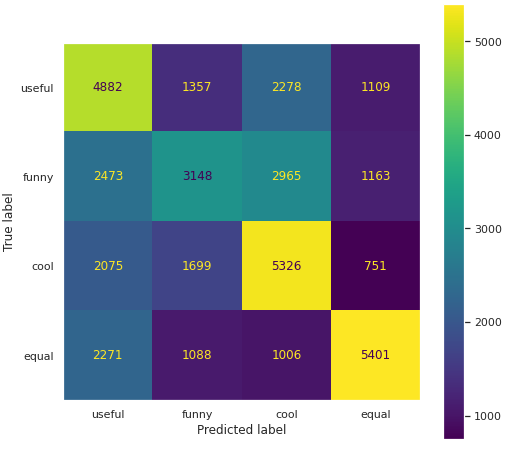 5000
useful 4882 1357 2278 1109
4000
funny 2473 3148 2965 1163
True label
3000
cool 2075 1699 5326 751
2000
equal 2271 1088 1006 5401
1000
useful funny cool equal
Predicted label